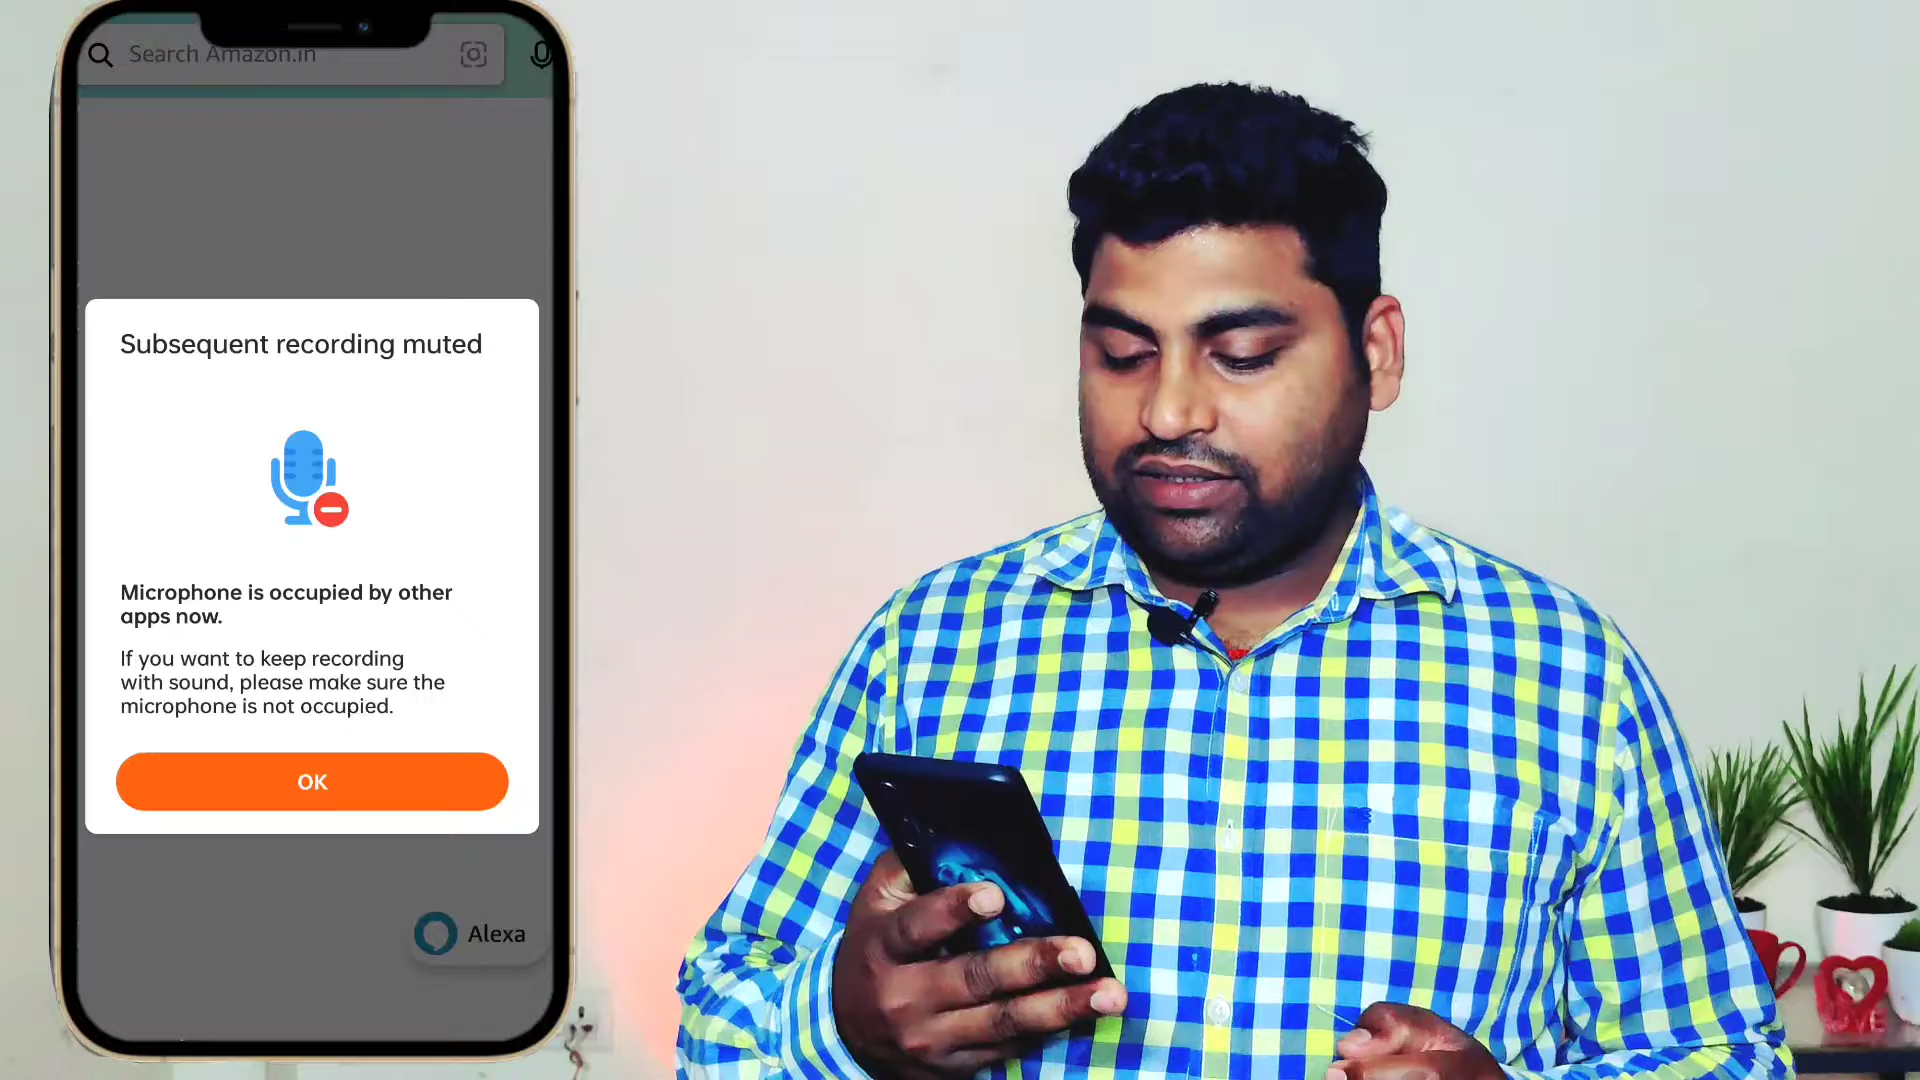 Search Amazon.in
Subsequent recording muted
Microphone is occupied by other
apps now.
If you want to keep recording
with sound, please make sure the
microphone is not occupied.
OK
Alexa
LOVE